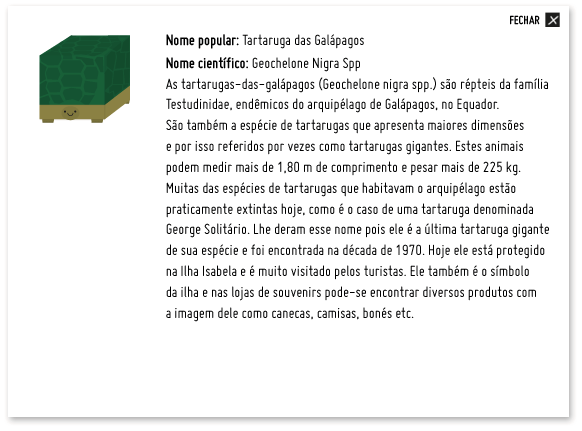 FECHAR X
Nome popular: Tartaruga das Galápagos
Nome científico: Geochelone Nigra Spp
As tartarugas-das-galápagos (Geochelone nigra spp.) são répteis da família
Testudinidae, endêmicos do arquipélago de Galápagos, no Equador.
São também a espécie de tartarugas que apresenta maiores dimensões
e por isso referidos por vezes como tartarugas gigantes. Estes animais
podem medir mais de 1,80 m de comprimento e pesar mais de 225 kg.
Muitas das espécies de tartarugas que habitavam o arquipélago estão
praticamente extintas hoje, como é o caso de uma tartaruga denominada
George Solitário. Lhe deram esse nome pois ele é a última tartaruga gigante
de sua espécie e foi encontrada na década de 1970. Hoje ele está protegido
na Ilha Isabela e é muito visitado pelos turistas. Ele também é o símbolo
da ilha e nas lojas de souvenirs pode-se encontrar diversos produtos com
a imagem dele como canecas, camisas, bonés etc.